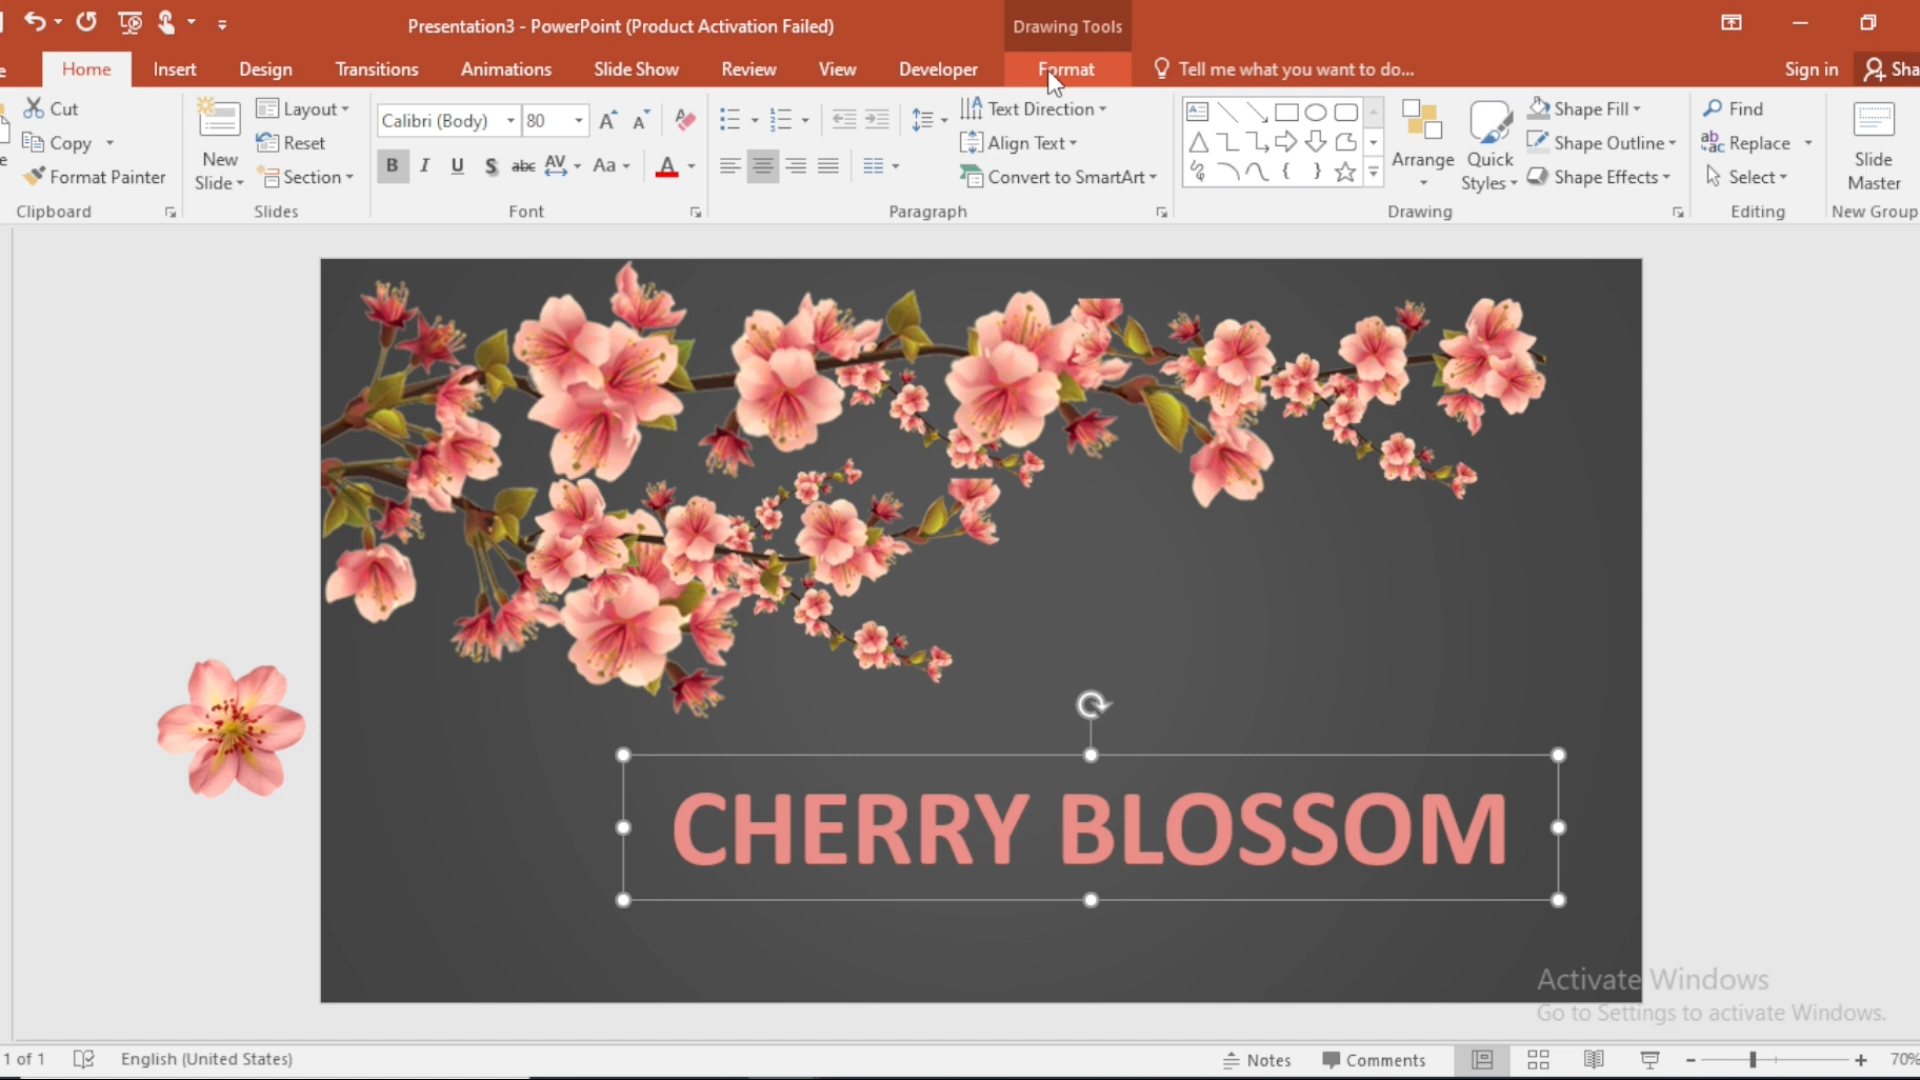 Presentation3 - PowerPoint (Product Activation Failed)
Drawing Tools
Home Insert Design Transitions Animations Slide Show Review View Developer Format Tell me what you want to do... Sign in Sha
Cut
Copy
Format Painter
Clipboard
New
Slide
Layout
Reset
Section
Slides
Calibri (Body) 80
B I U S abc AV Aa A
Font
Text Direction
Align Text
Convert to SmartArt
Paragraph
Arrange
Quick
Styles
Shape Fill
Shape Outline
Shape Effects
Drawing
Find
Replace
Select
Editing
Slide
Master
New Group
CHERRY BLOSSOM
Activate Windows
Go to Settings to activate Windows.
1 of 1 English (United States) Notes Comments 70%